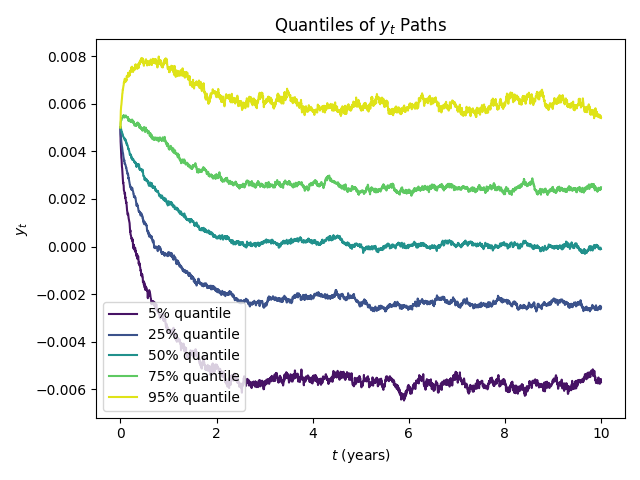 Quantiles of y_t Paths
0.008
0.006
0.004
0.002
0.000
−0.002
−0.004
−0.006
y_t
5% quantile
25% quantile
50% quantile
75% quantile
95% quantile
0 2 4 6 8 10
t (years)